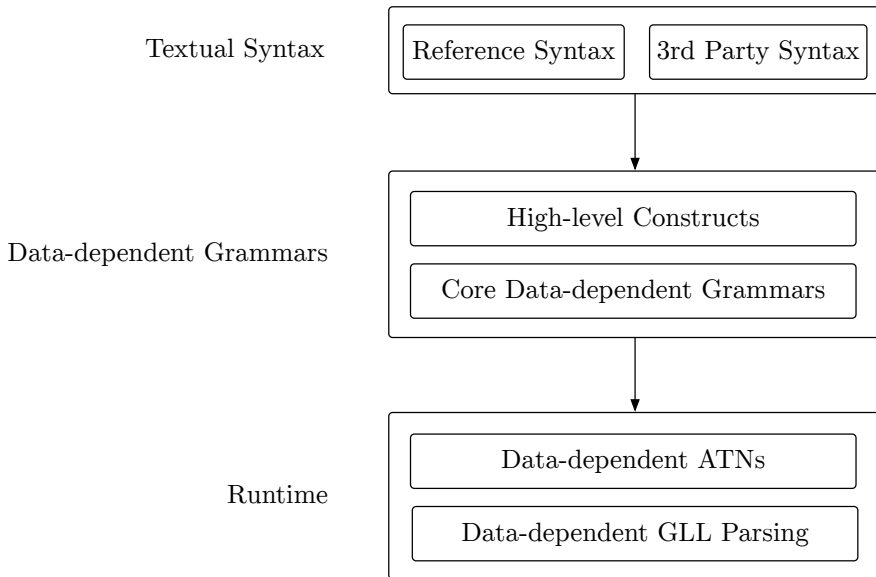 Textual Syntax
Reference Syntax
3rd Party Syntax
High-level Constructs
Data-dependent Grammars
Core Data-dependent Grammars
Data-dependent ATNs
Runtime
Data-dependent GLL Parsing